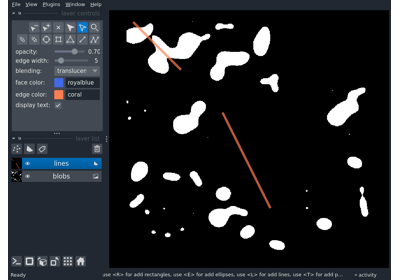 File View Plugins Window Help
layer controls
opacity: 0.70
edge width: 5
blending: translucen
face color: royalblue
edge color: coral
display text:
layer list
lines
blobs
Ready
use <R> for add rectangles, use <E> for add ellipses, use <L> for add lines, use <T> for add p...
activity